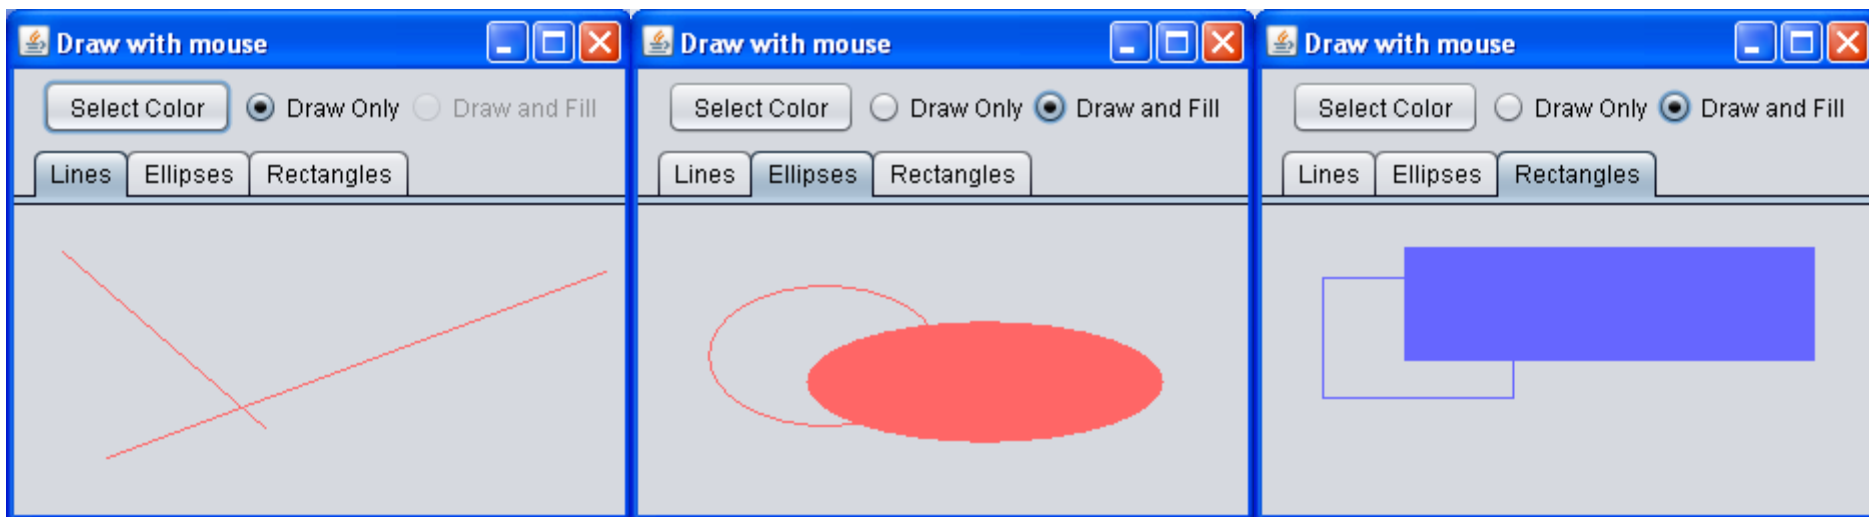 Draw with mouse
Select Color Draw Only Draw and Fill
Lines Ellipses Rectangles
Draw with mouse
Select Color Draw Only Draw and Fill
Lines Ellipses Rectangles
Draw with mouse
Select Color Draw Only Draw and Fill
Lines Ellipses Rectangles